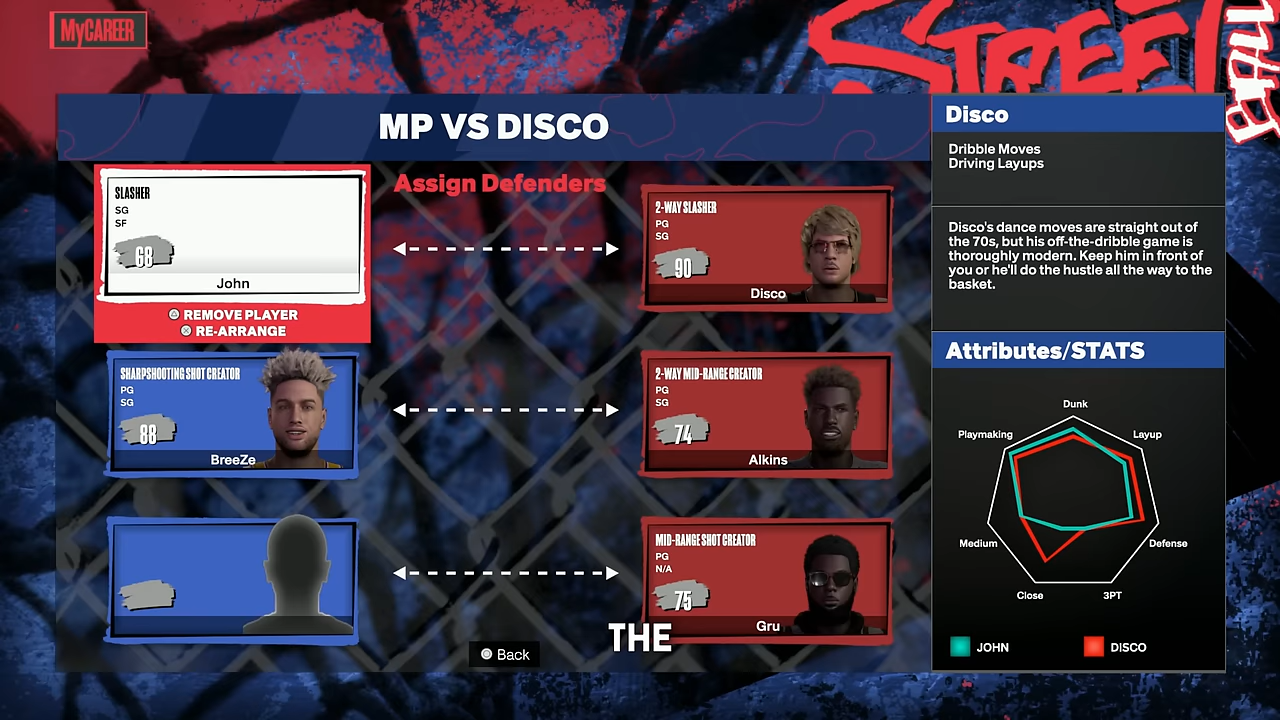 MyCAREER
STREET
MP VS DISCO
Assign Defenders
SLASHER
SG
SF
68
John
REMOVE PLAYER
RE-ARRANGE
2-WAY SLASHER
PG
SG
90
Disco
SHARPSHOOTING SHOT CREATOR
PG
SG
88
BreeZe
2-WAY MID-RANGE CREATOR
PG
SG
74
Alkins
MID-RANGE SHOT CREATOR
PG
N/A
75
Gru
THE
Back
Disco
Dribble Moves
Driving Layups
Disco's dance moves are straight out of
the 70s, but his off-the-dribble game is
thoroughly modern. Keep him in front of
you or he'll do the hustle all the way to the
basket.
Attributes/STATS
Dunk
Playmaking
Layup
Medium
Defense
Close
3PT
JOHN
DISCO